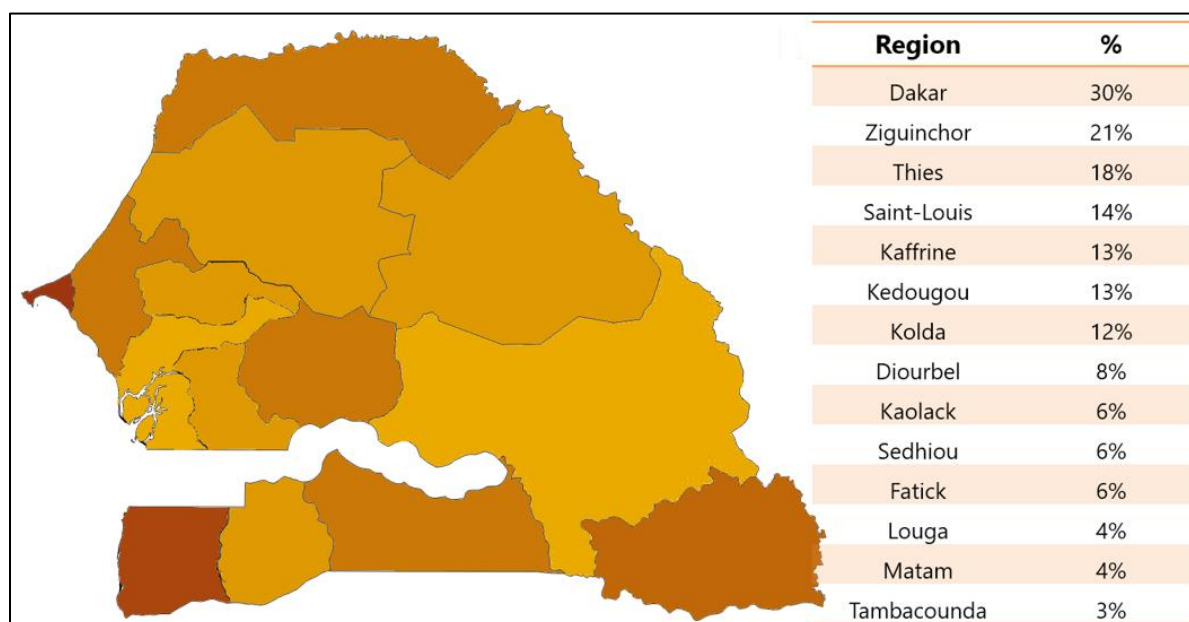 Region %
Dakar 30%
Ziguinchor 21%
Thies 18%
Saint-Louis 14%
Kaffrine 13%
Kedougou 13%
Kolda 12%
Diourbel 8%
Kaolack 6%
Sedhiou 6%
Fatick 6%
Louga 4%
Matam 4%
Tambacounda 3%